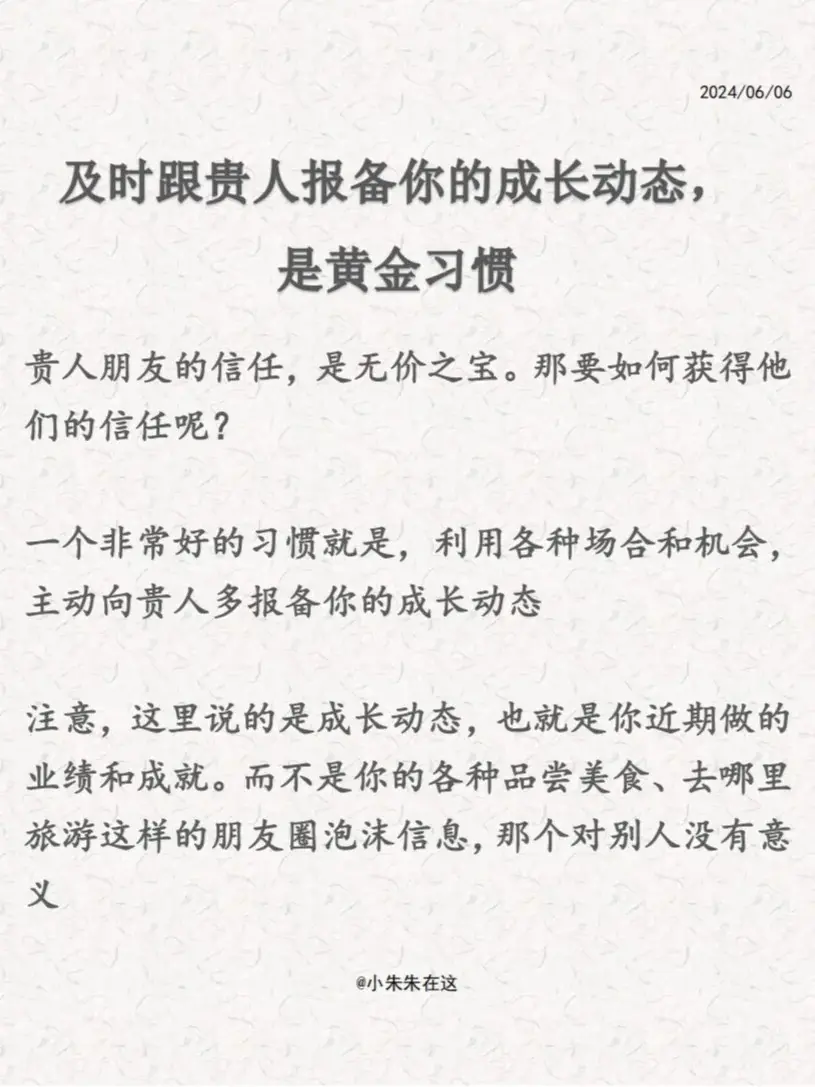 2024/06/06
及时跟贵人报备你的成长动态，
是黄金习惯
贵人朋友的信任，是无价之宝。那要如何获得他
们的信任呢？
一个非常好的习惯就是，利用各种场合和机会，
主动向贵人多报备你的成长动态
注意，这里说的是成长动态，也就是你近期做的
业绩和成就。而不是你的各种品尝美食、去哪里
旅游这样的朋友圈泡沫信息，那个对别人没有意
义
@小朱朱在这